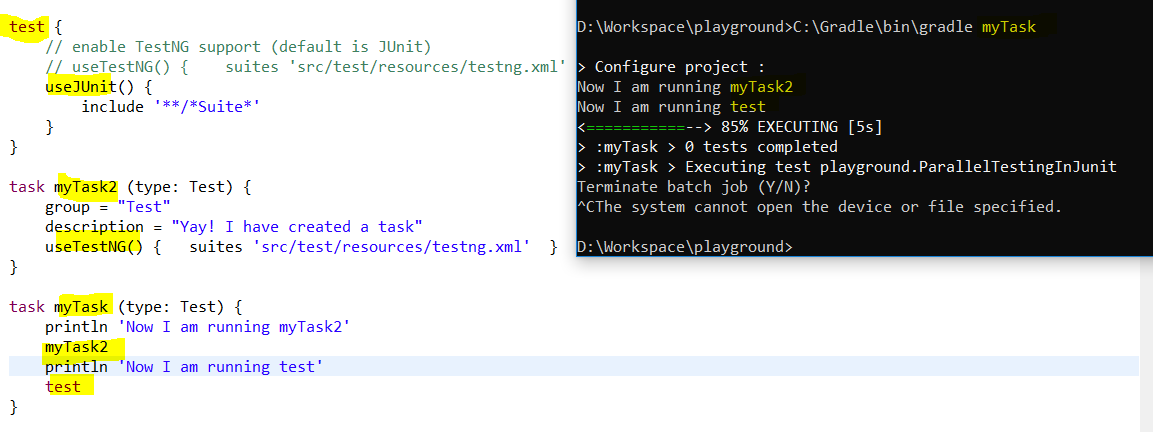 test {
// enable TestNG support (default is JUnit)
// useTestNG() {    suites 'src/test/resources/testng.xml'
useJUnit() {
include '**/*Suite*'
}
}
task myTask2 (type: Test) {
group = "Test"
description = "Yay! I have created a task"
useTestNG() {   suites 'src/test/resources/testng.xml'  }
}
task myTask (type: Test) {
println 'Now I am running myTask2'
myTask2
println 'Now I am running test'
test
}
D:\Workspace\playground>C:\Gradle\bin\gradle myTask
> Configure project :
Now I am running myTask2
Now I am running test
<===========--> 85% EXECUTING [5s]
> :myTask > 0 tests completed
> :myTask > Executing test playground.ParallelTestingInJunit
Terminate batch job (Y/N)?
^CThe system cannot open the device or file specified.
D:\Workspace\playground>